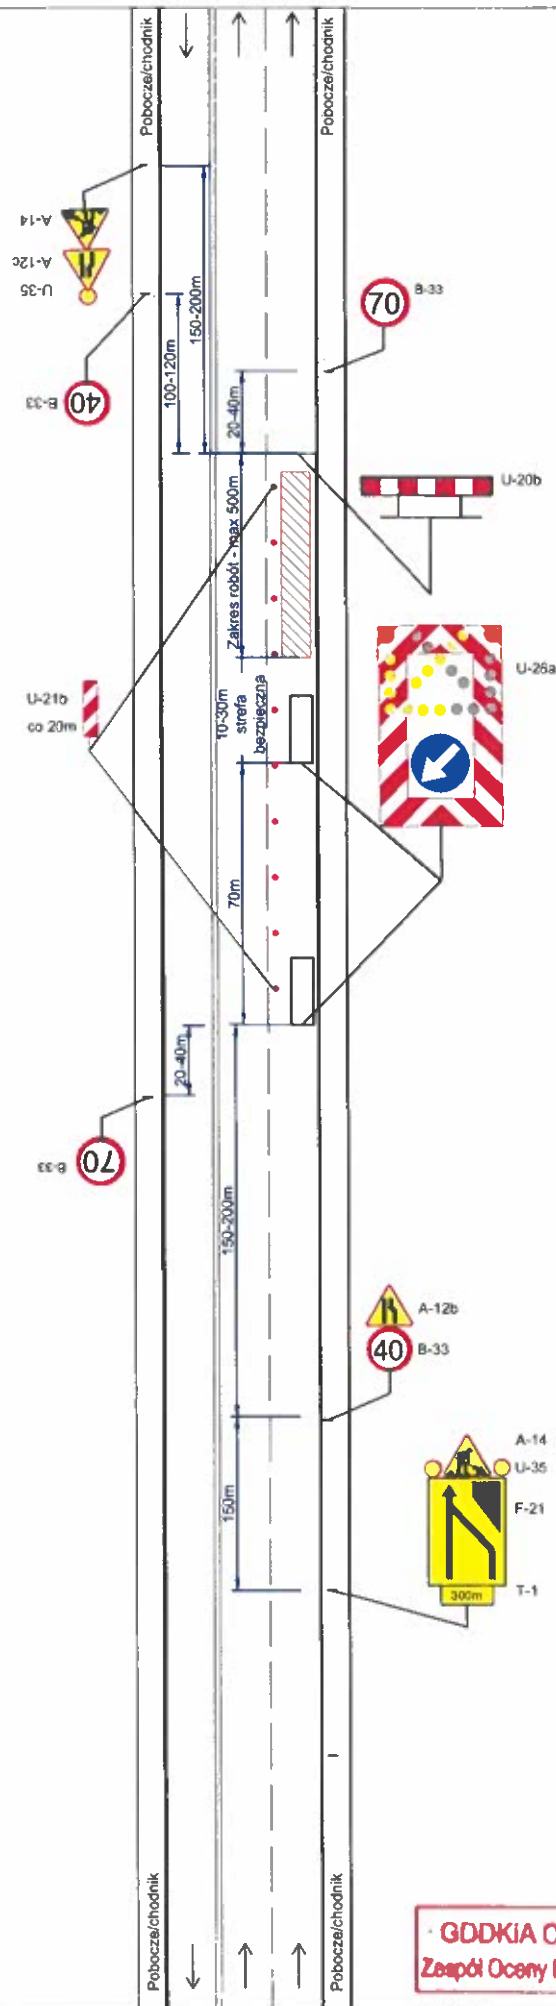 Pobocze/chodnik
Pobocze/chodnik
A-14
A-12c
U-35
B-33
40
150-200m
100-120m
70
B-33
20-40m
U-20b
Zakres robót - max 500m
U-26a
U-21b
co 20m
10-30m
strefa
bezpieczna
70m
20-40m
B-33
70
150-200m
A-12b
40
B-33
A-14
U-35
F-21
150m
300m
T-1
Pobocze/chodnik
Pobocze/chodnik
GDDKiA
Zespół Oceny